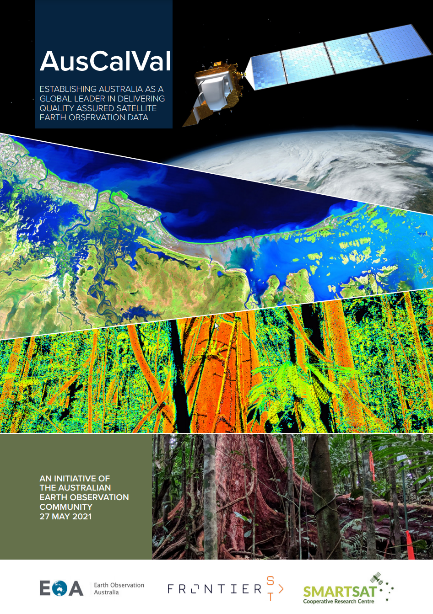 AusCalVal
ESTABLISHING AUSTRALIA AS A
GLOBAL LEADER IN DELIVERING
QUALITY ASSURED SATELLITE
EARTH OBSERVATION DATA
AN INITIATIVE OF
THE AUSTRALIAN
EARTH OBSERVATION
COMMUNITY
27 MAY 2021
EOA Earth Observation
Australia
FRONTIER SI
SMARTSAT
Cooperative Research Centre